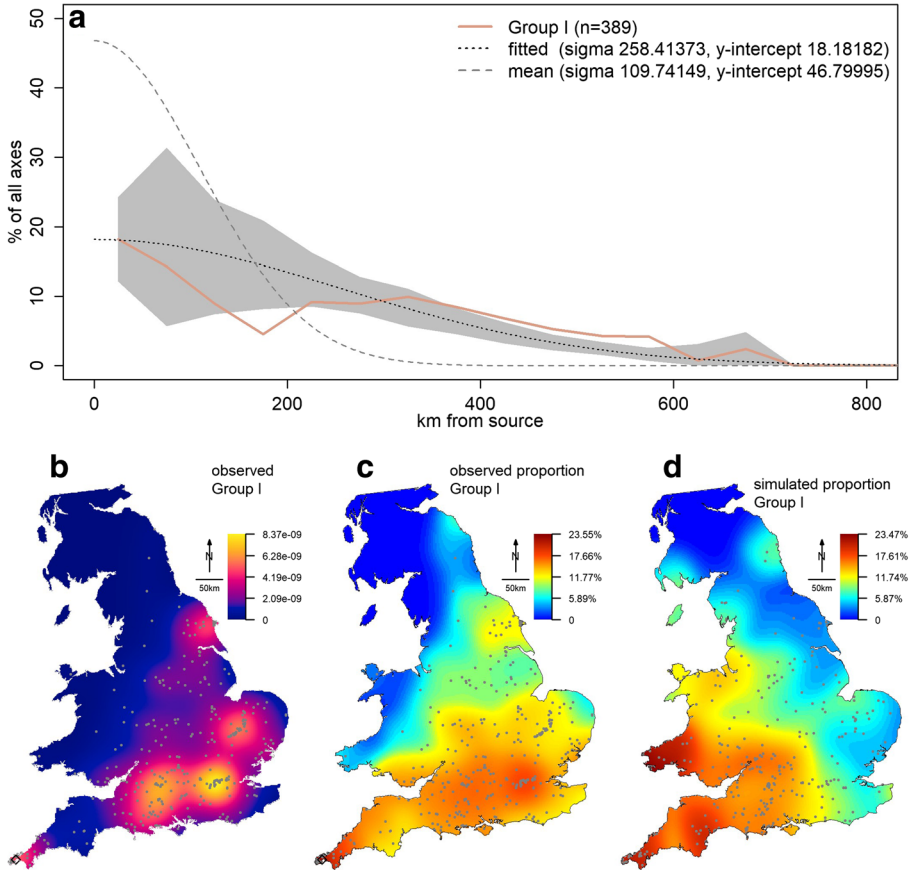 a
50
40
30
20
10
0
% of all axes
Group I (n=389)
fitted (sigma 258.41373, y-intercept 18.18182)
mean (sigma 109.74149, y-intercept 46.79995)
0 200 400 600 800
km from source
b
observed
Group I
N
50km
8.37e-09
6.28e-09
4.19e-09
2.09e-09
0
c
observed proportion
Group I
N
50km
23.55%
17.66%
11.77%
5.89%
0
d
simulated proportion
Group I
N
50km
23.47%
17.61%
11.74%
5.87%
0